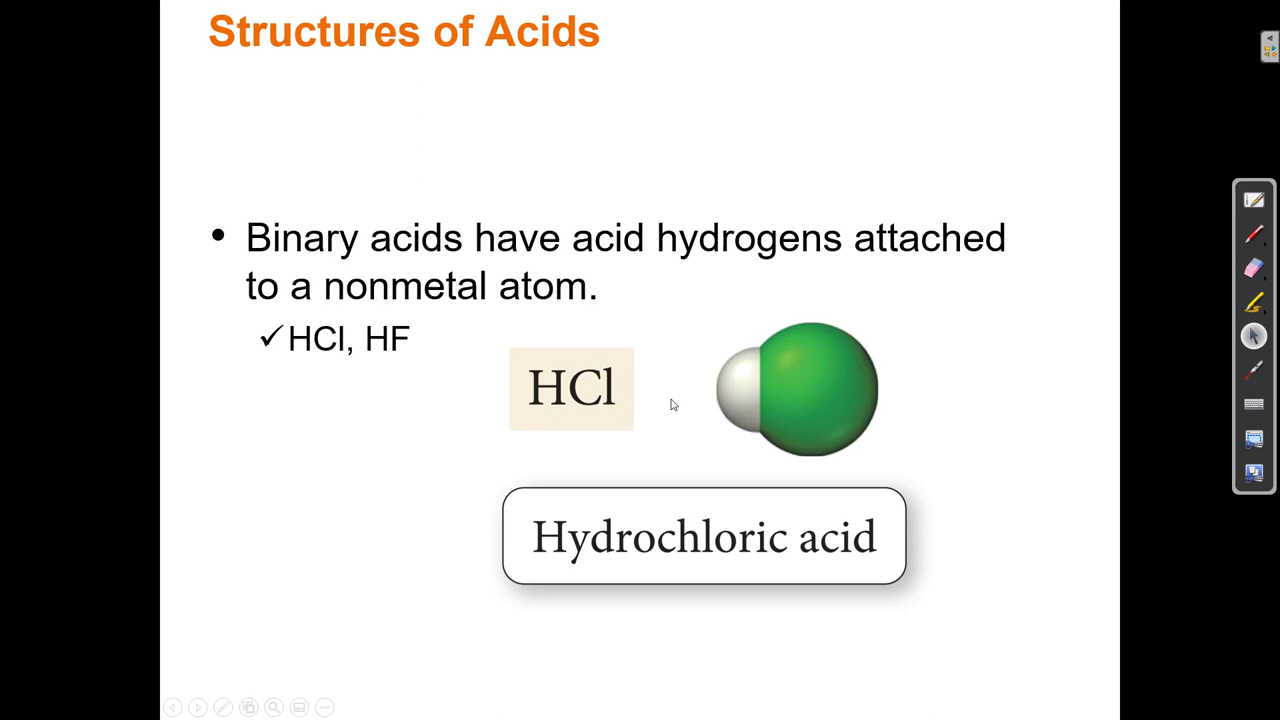 Structures of Acids
• Binary acids have acid hydrogens attached
to a nonmetal atom.
✓HCl, HF
HCl
Hydrochloric acid